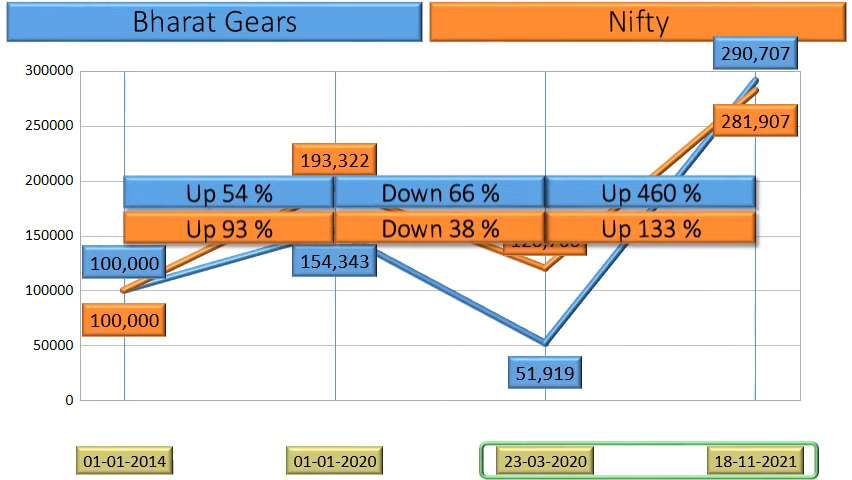 Bharat Gears
Nifty
290,707
300000
250000
281,907
193,322
200000
Up 54 %
Down 66 %
Up 460 %
Up 93 %
Down 38 %
Up 133 %
150000
100,000
154,343
100000
100,000
50000
51,919
0
01-01-2014
01-01-2020
23-03-2020
18-11-2021